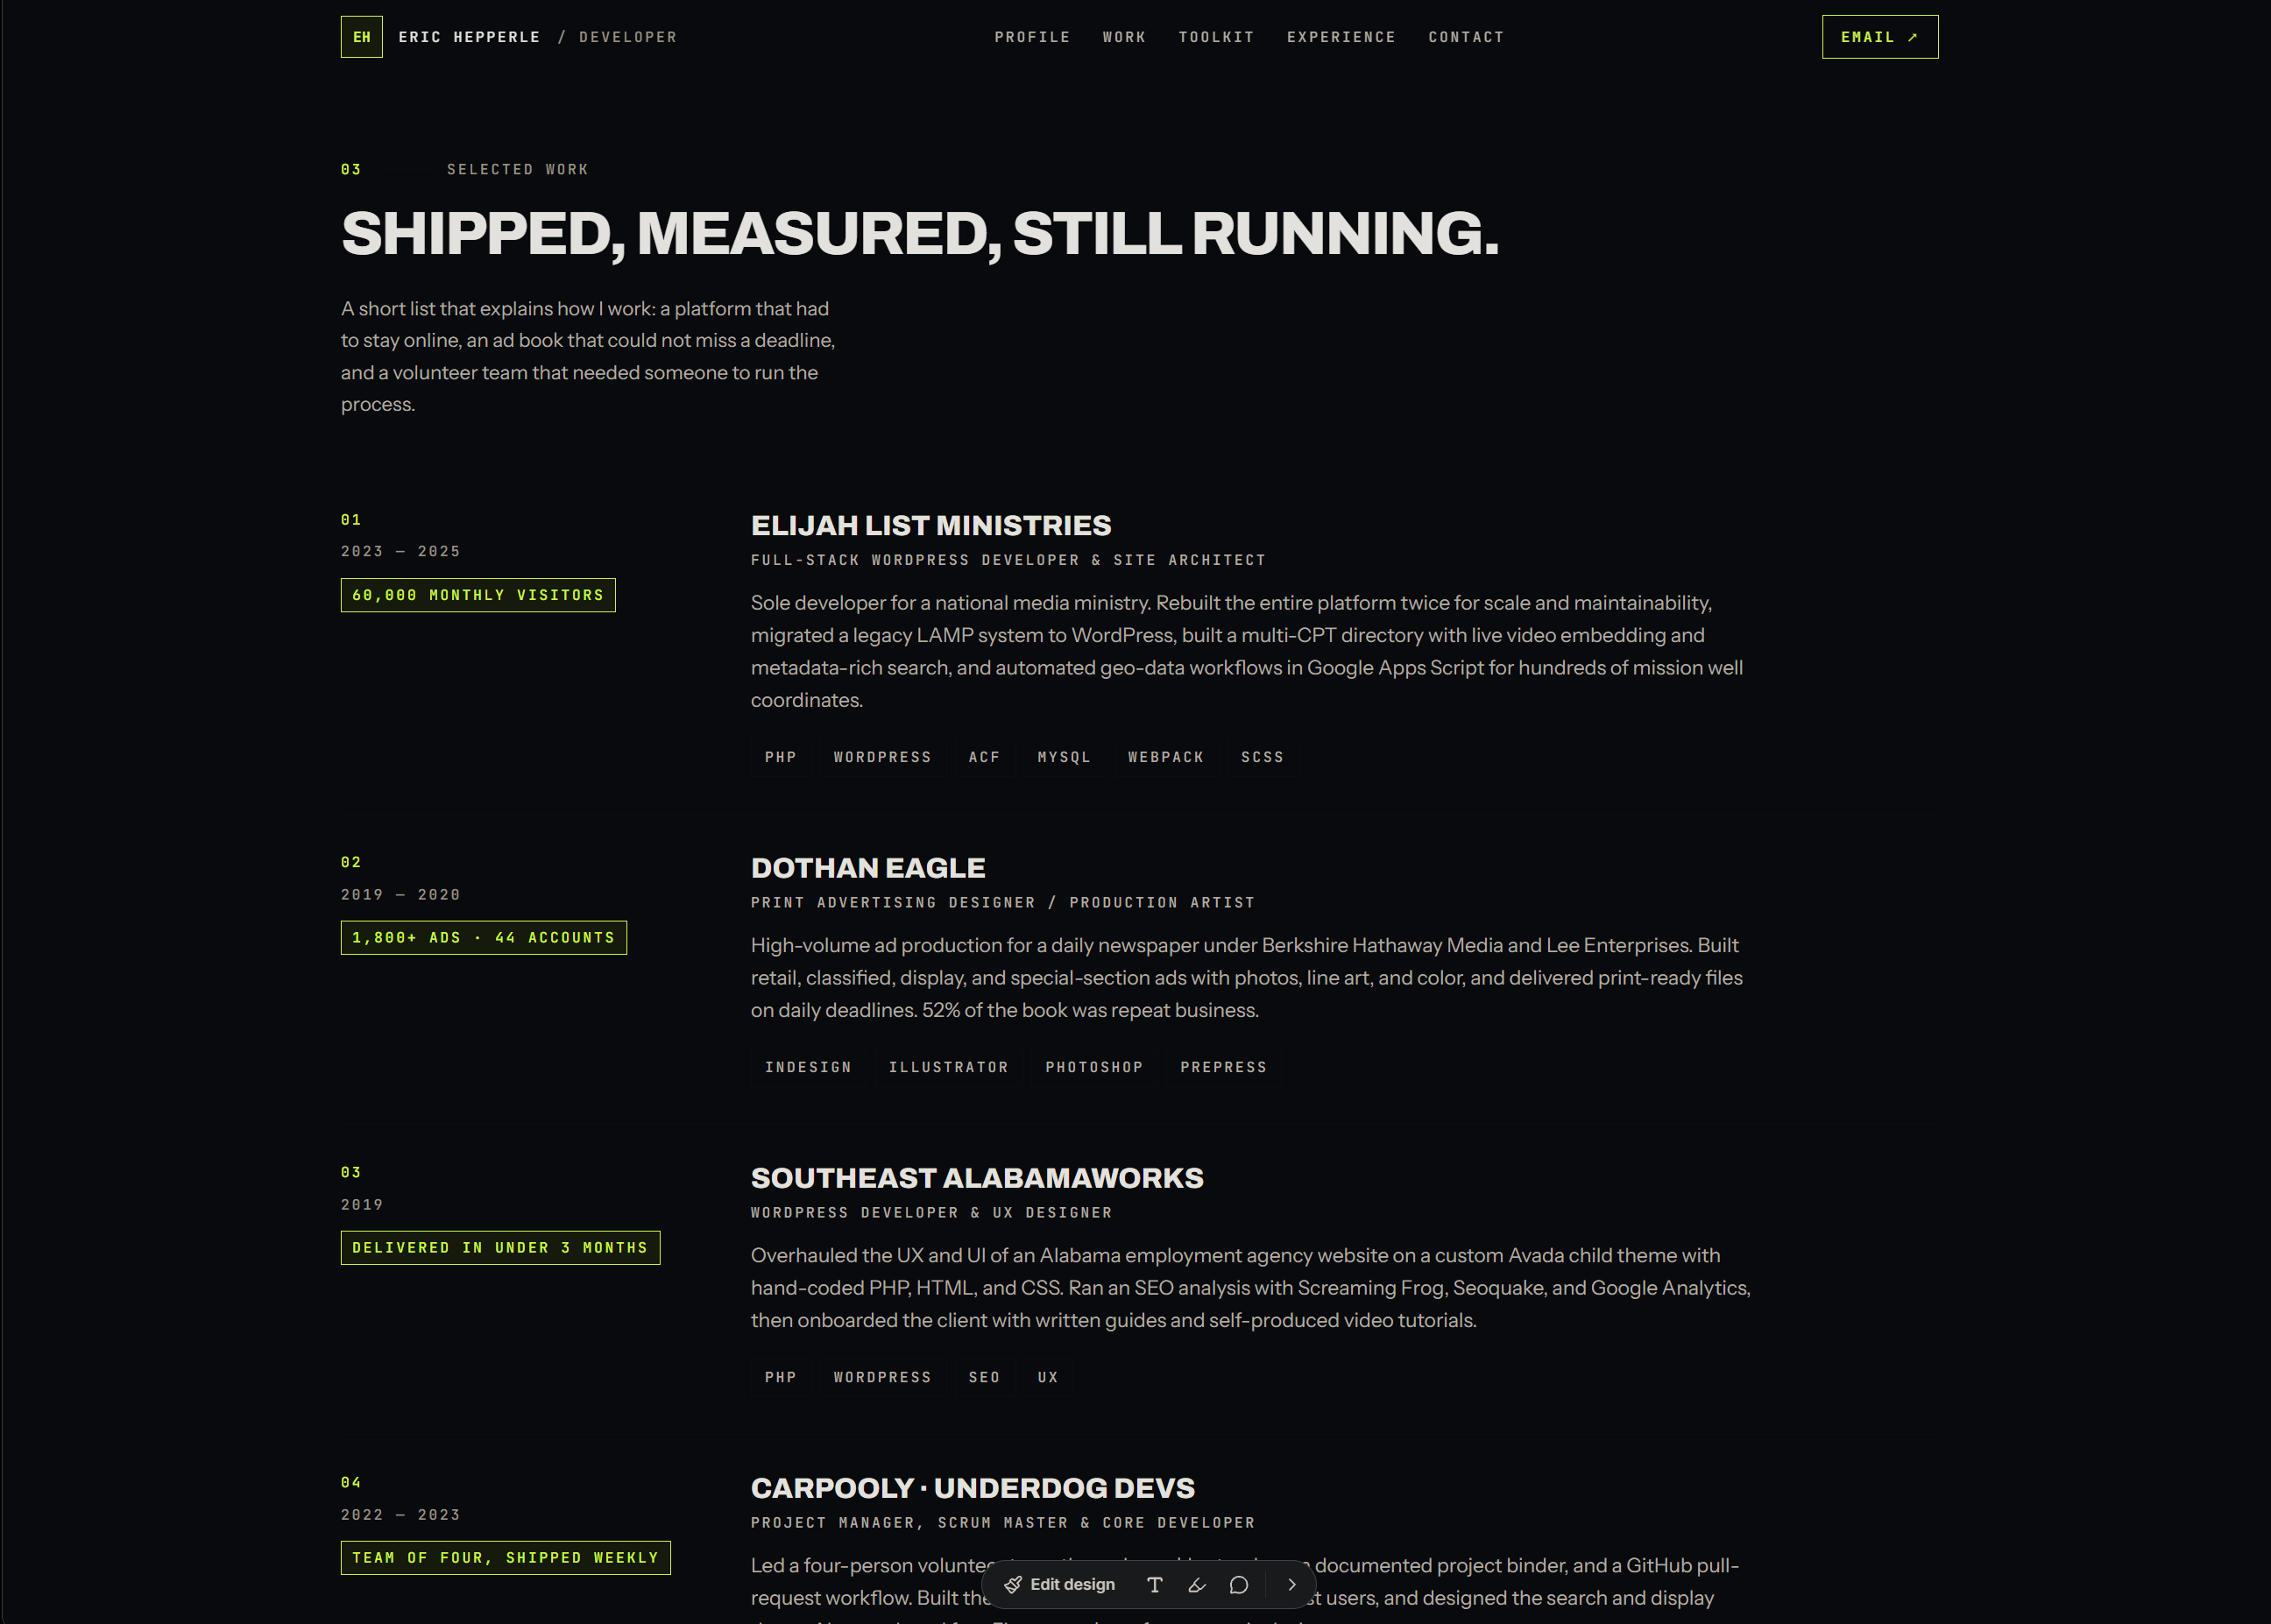 EH ERIC HEPPERLE / DEVELOPER PROFILE WORK TOOLKIT EXPERIENCE CONTACT EMAIL ↗
03 SELECTED WORK
SHIPPED, MEASURED, STILL RUNNING.
A short list that explains how I work: a platform that had
to stay online, an ad book that could not miss a deadline,
and a volunteer team that needed someone to run the
process.
01
2023 — 2025
60,000 MONTHLY VISITORS
ELIJAH LIST MINISTRIES
FULL-STACK WORDPRESS DEVELOPER & SITE ARCHITECT
Sole developer for a national media ministry. Rebuilt the entire platform twice for scale and maintainability,
migrated a legacy LAMP system to WordPress, built a multi-CPT directory with live video embedding and
metadata-rich search, and automated geo-data workflows in Google Apps Script for hundreds of mission well
coordinates.
PHP WORDPRESS ACF MYSQL WEBPACK SCSS
02
2019 — 2020
1,800+ ADS · 44 ACCOUNTS
DOTHAN EAGLE
PRINT ADVERTISING DESIGNER / PRODUCTION ARTIST
High-volume ad production for a daily newspaper under Berkshire Hathaway Media and Lee Enterprises. Built
retail, classified, display, and special-section ads with photos, line art, and color, and delivered print-ready files
on daily deadlines. 52% of the book was repeat business.
INDESIGN ILLUSTRATOR PHOTOSHOP PREPRESS
03
2019
DELIVERED IN UNDER 3 MONTHS
SOUTHEAST ALABAMAWORKS
WORDPRESS DEVELOPER & UX DESIGNER
Overhauled the UX and UI of an Alabama employment agency website on a custom Avada child theme with
hand-coded PHP, HTML, and CSS. Ran an SEO analysis with Screaming Frog, Seoquake, and Google Analytics,
then onboarded the client with written guides and self-produced video tutorials.
PHP WORDPRESS SEO UX
04
2022 — 2023
TEAM OF FOUR, SHIPPED WEEKLY
CARPOOLY · UNDERDOG DEVS
PROJECT MANAGER, SCRUM MASTER & CORE DEVELOPER
Led a four-person documented project binder, and a GitHub pull-
request workflow. Built users, and designed the search and display
Edit design